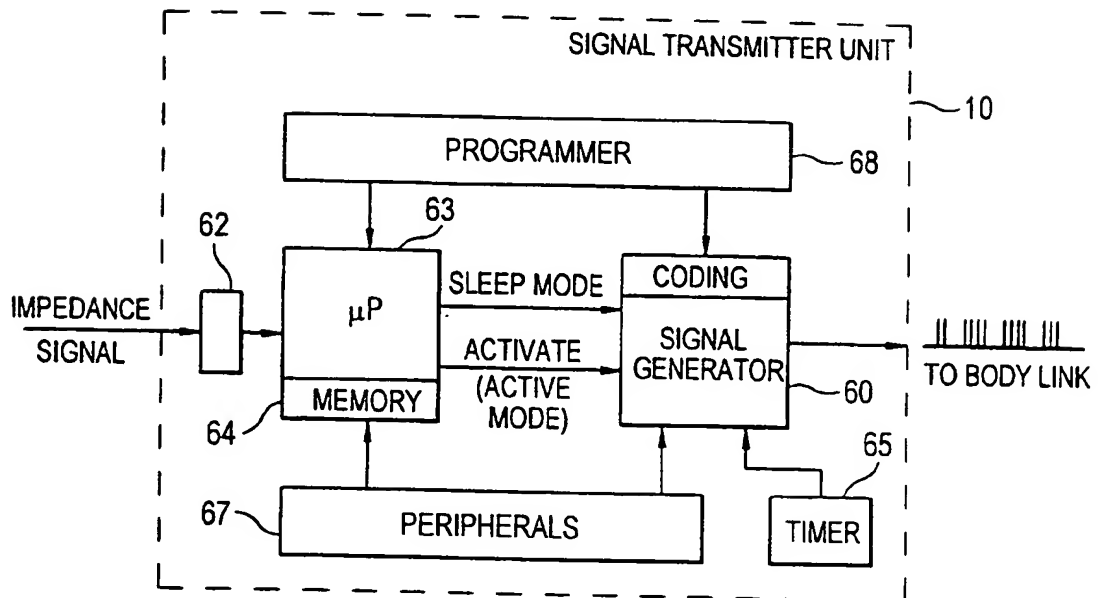 SIGNAL TRANSMITTER UNIT
10
PROGRAMMER
68
62
63
IMPEDANCE
SIGNAL
μP
MEMORY
64
SLEEP MODE
ACTIVATE
(ACTIVE
MODE)
CODING
SIGNAL
GENERATOR
60
TO BODY LINK
65
TIMER
67
PERIPHERALS